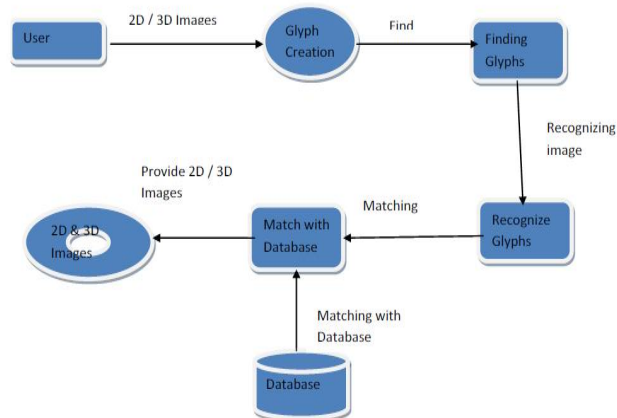 2D / 3D Images
User
Glyph
Creation
Find
Finding
Glyphs
Recognizing
image
Provide 2D / 3D
Images
2D & 3D
Images
Match with
Database
Matching
Recognize
Glyphs
Matching with
Database
Database